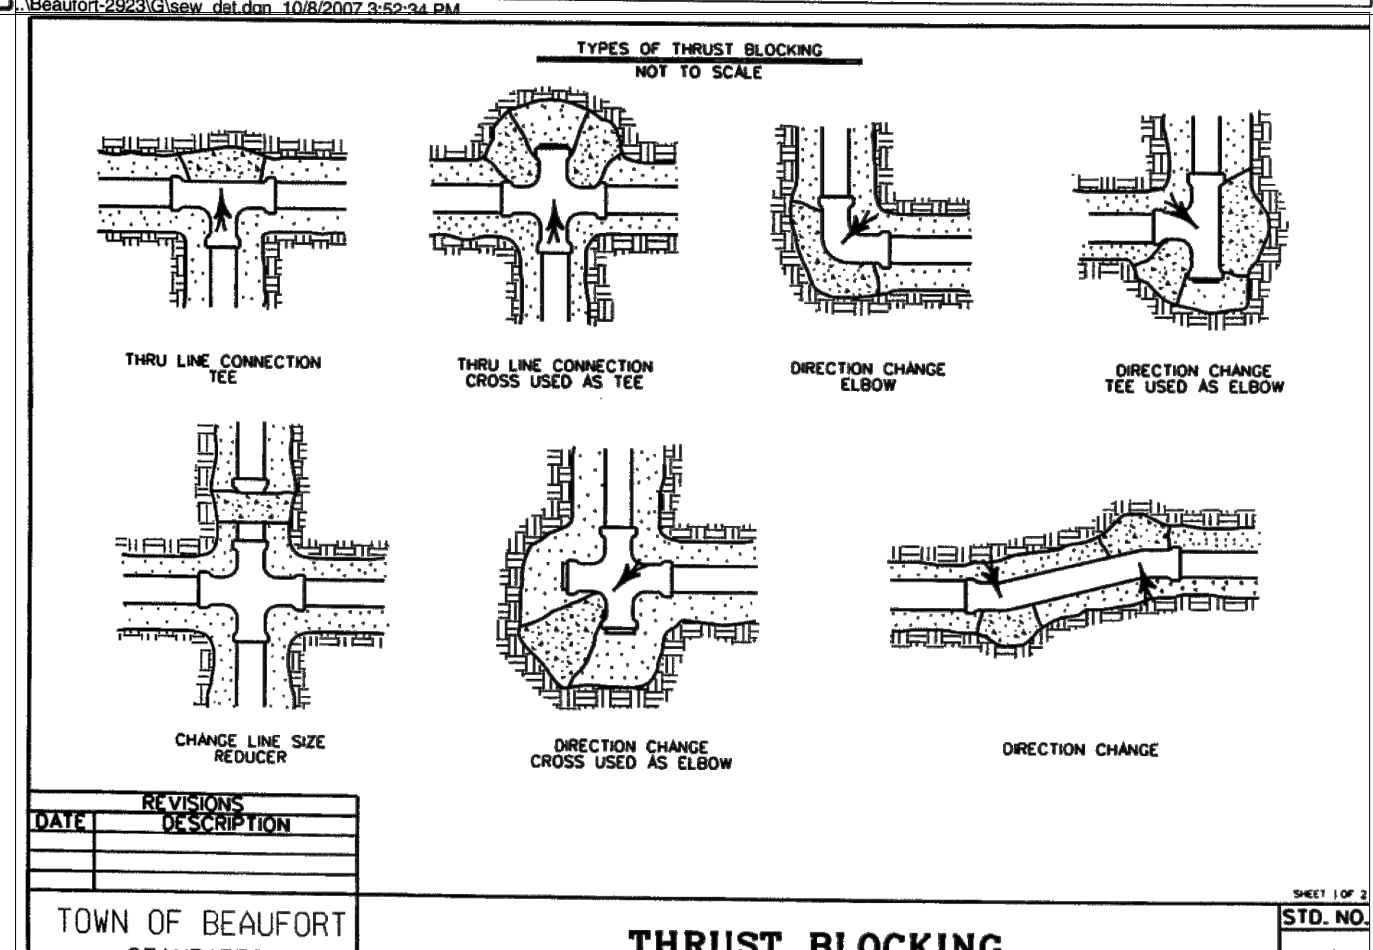 ..\Beaufort-2923\G\sew_det.dgn 10/8/2007 3:52:34 PM
TYPES OF THRUST BLOCKING
NOT TO SCALE
THRU LINE CONNECTION
TEE
THRU LINE CONNECTION
CROSS USED AS TEE
DIRECTION CHANGE
ELBOW
DIRECTION CHANGE
TEE USED AS ELBOW
CHANGE LINE SIZE
REDUCER
DIRECTION CHANGE
CROSS USED AS ELBOW
DIRECTION CHANGE
REVISIONS
DATE DESCRIPTION
SHEET 1 OF 2
TOWN OF BEAUFORT
STD. NO.
THRUST BLOCKING